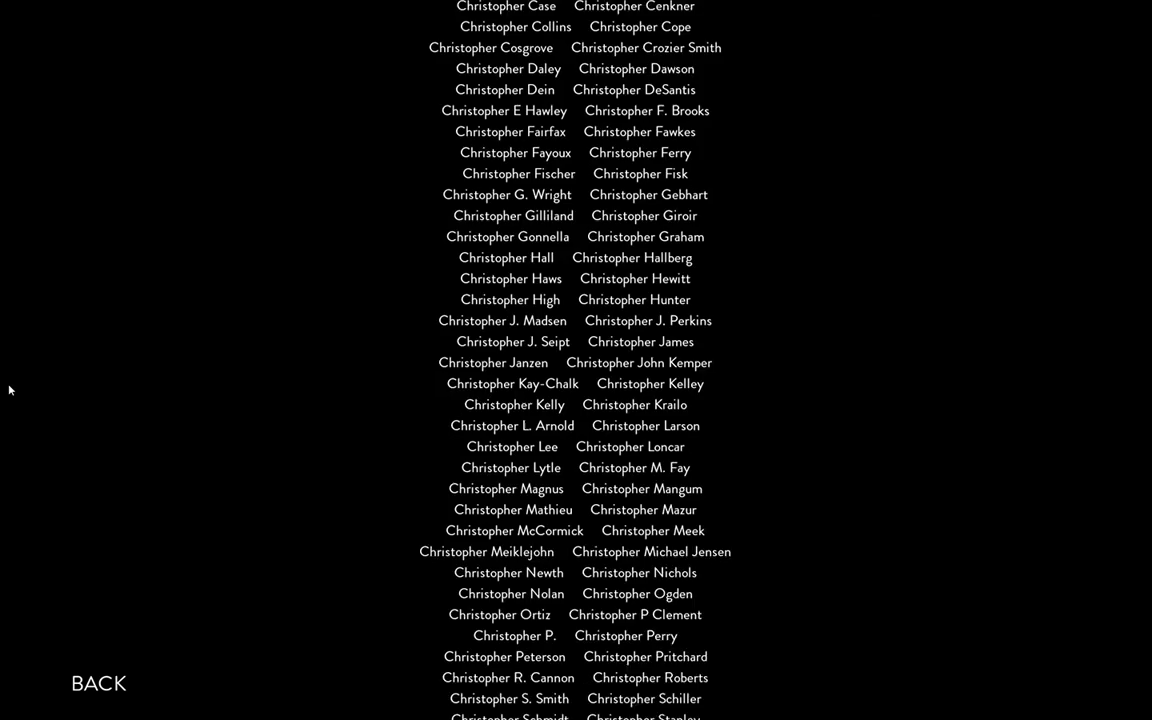 Christopher Case Christopher Cenkner
Christopher Collins Christopher Cope
Christopher Cosgrove Christopher Crozier Smith
Christopher Daley Christopher Dawson
Christopher Dein Christopher DeSantis
Christopher E Hawley Christopher F. Brooks
Christopher Fairfax Christopher Fawkes
Christopher Fayoux Christopher Ferry
Christopher Fischer Christopher Fisk
Christopher G. Wright Christopher Gebhart
Christopher Gilliland Christopher Giroir
Christopher Gonnella Christopher Graham
Christopher Hall Christopher Hallberg
Christopher Haws Christopher Hewitt
Christopher High Christopher Hunter
Christopher J. Madsen Christopher J. Perkins
Christopher J. Seipt Christopher James
Christopher Janzen Christopher John Kemper
Christopher Kay-Chalk Christopher Kelley
Christopher Kelly Christopher Krailo
Christopher L. Arnold Christopher Larson
Christopher Lee Christopher Loncar
Christopher Lytle Christopher M. Fay
Christopher Magnus Christopher Mangum
Christopher Mathieu Christopher Mazur
Christopher McCormick Christopher Meek
Christopher Meiklejohn Christopher Michael Jensen
Christopher Newth Christopher Nichols
Christopher Nolan Christopher Ogden
Christopher Ortiz Christopher P Clement
Christopher P. Christopher Perry
Christopher Peterson Christopher Pritchard
Christopher R. Cannon Christopher Roberts
Christopher S. Smith Christopher Schiller
Christopher Schmidt Christopher Stanley
BACK